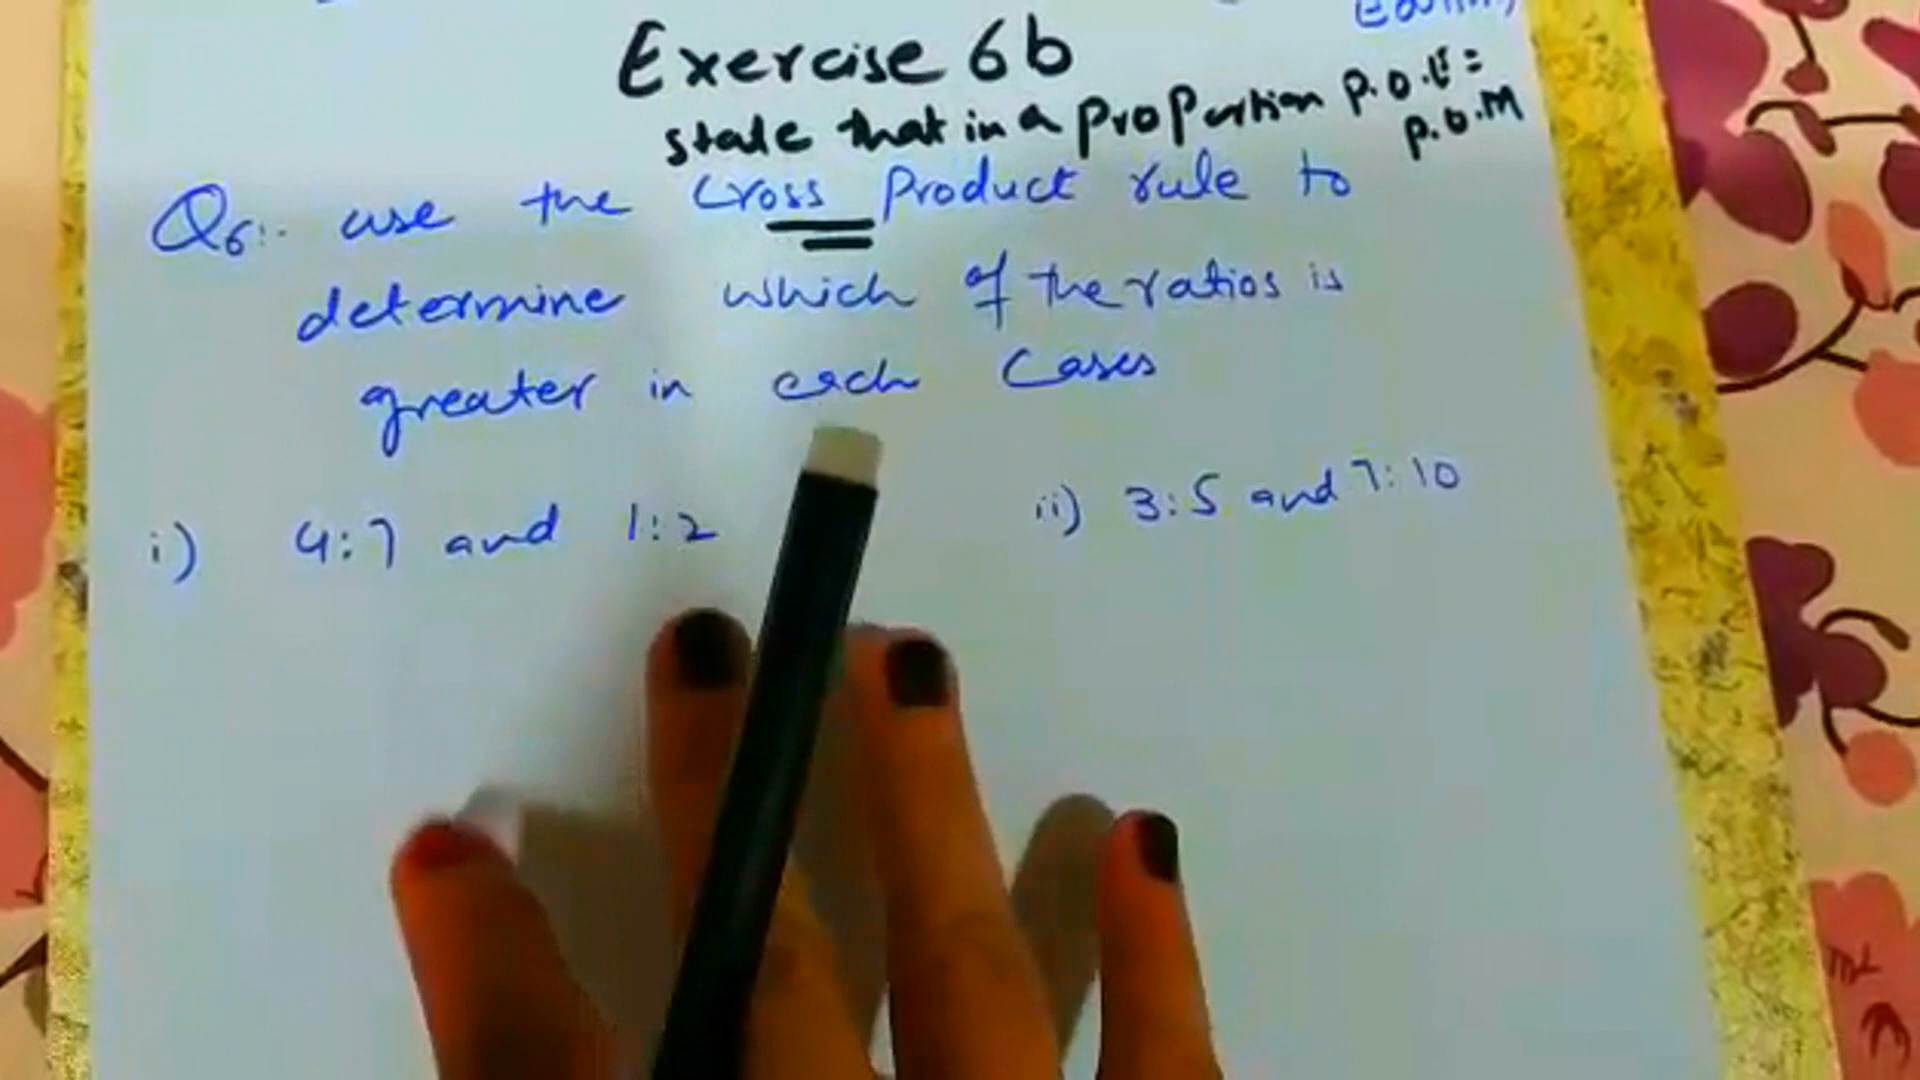 Exercise 6b
state that in a proportion P.O.E =
P.O.M
Q6:- use the Cross Product rule to
determine which of the ratios is
greater in each Cases
i) 4:7 and 1:2
ii) 3:5 and 7:10